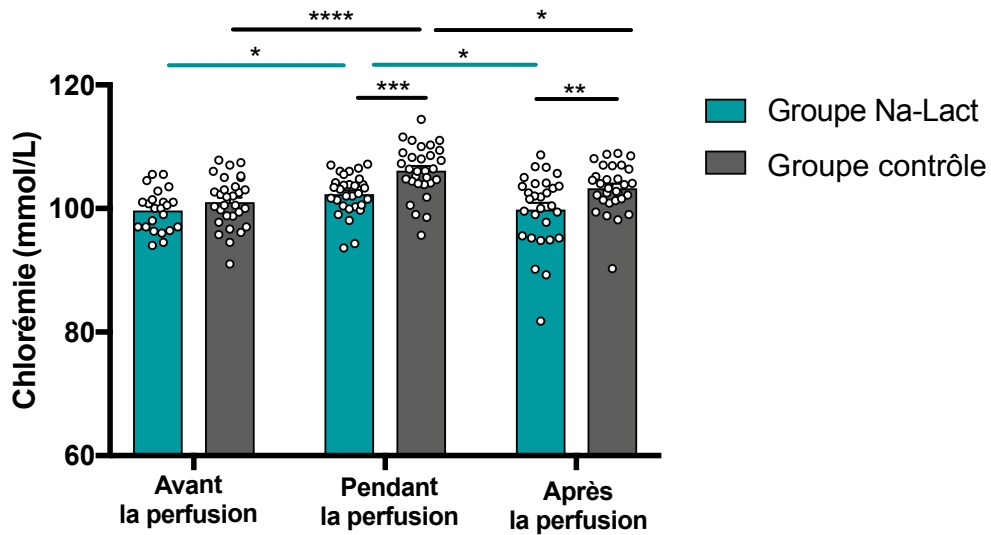 ****
*
*
*
***
**
120
100
80
60
Chlorémie (mmol/L)
Avant
la perfusion
Pendant
la perfusion
Après
la perfusion
Groupe Na-Lact
Groupe contrôle